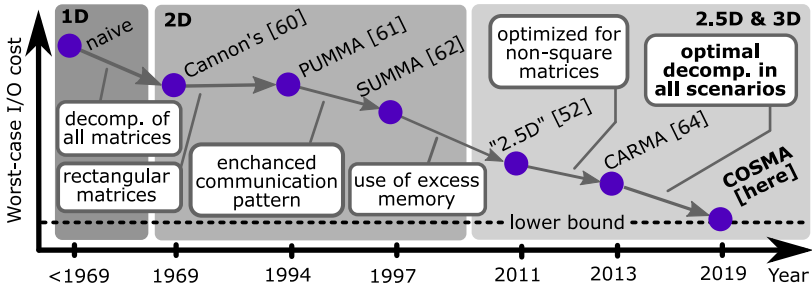 1D
2D
2.5D & 3D
Worst-case I/O cost
naive
Cannon's [60]
PUMMA [61]
SUMMA [62]
"2.5D" [52]
CARMA [64]
COSMA
[here]
decomp. of
all matrices
rectangular
matrices
enchanced
communication
pattern
use of excess
memory
optimized for
non-square
matrices
optimal
decomp. in
all scenarios
lower bound
<1969
1969
1994
1997
2011
2013
2019
Year